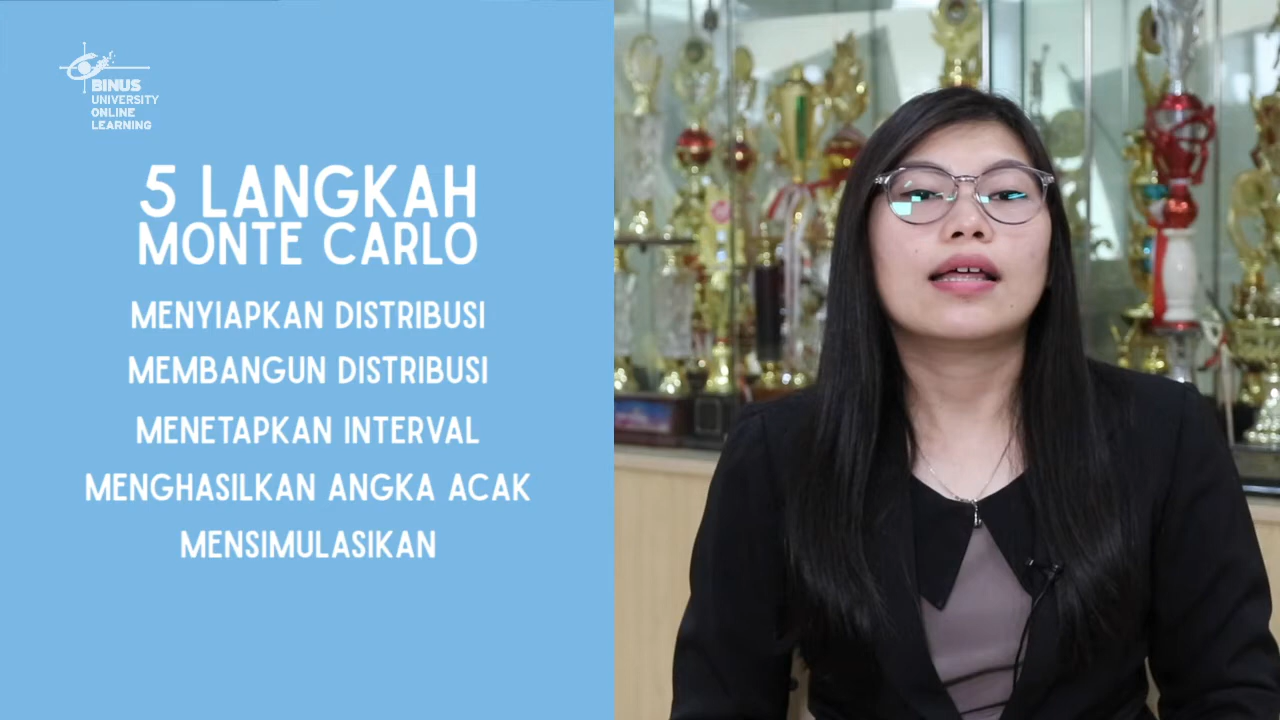 BINUS
UNIVERSITY
ONLINE
LEARNING
5 LANGKAH
MONTE CARLO
MENYIAPKAN DISTRIBUSI
MEMBANGUN DISTRIBUSI
MENETAPKAN INTERVAL
MENGHASILKAN ANGKA ACAK
MENSIMULASIKAN